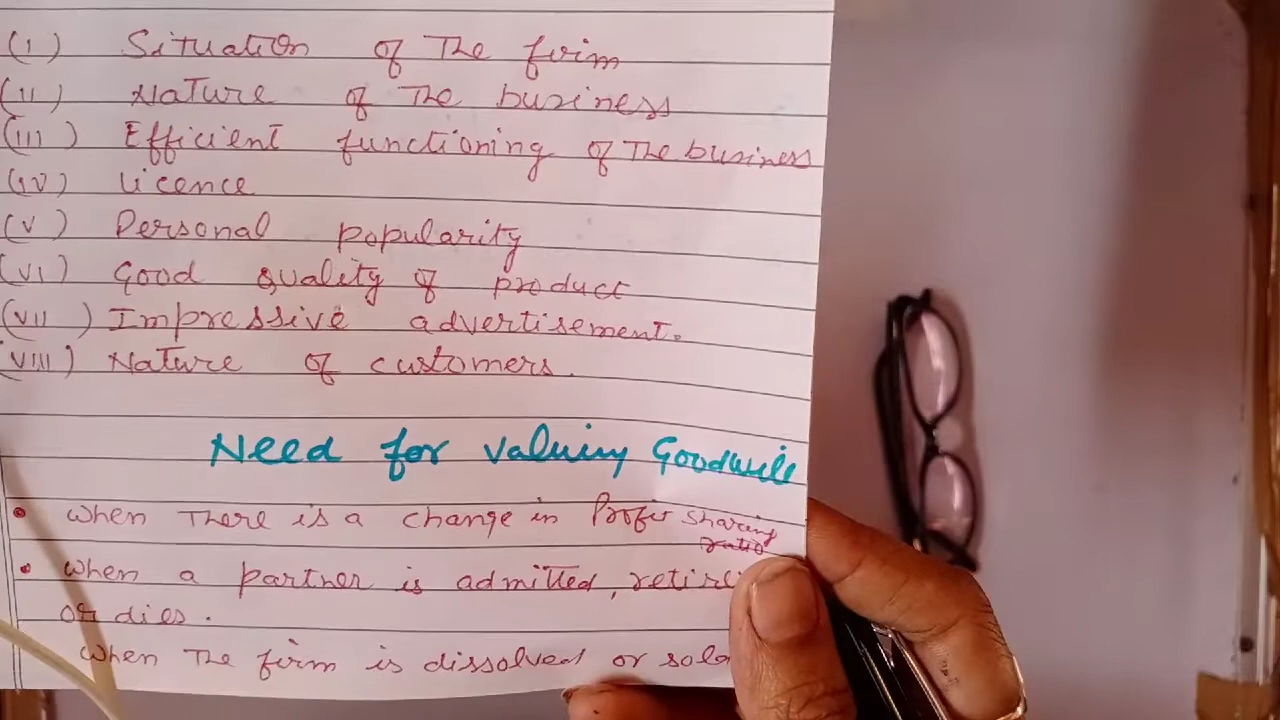 (i) Situation of The firm
(ii) Nature of The business
(iii) Efficient functioning of The business
(iv) Licence
(v) Personal popularity
(vi) Good quality of product
(vii) Impressive advertisement.
(viii) Nature of customers.
Need for valuing Goodwill
• When There is a change in Profit sharing
ratio
• When a partner is admitted, retire
or dies.
When The firm is dissolved or sold